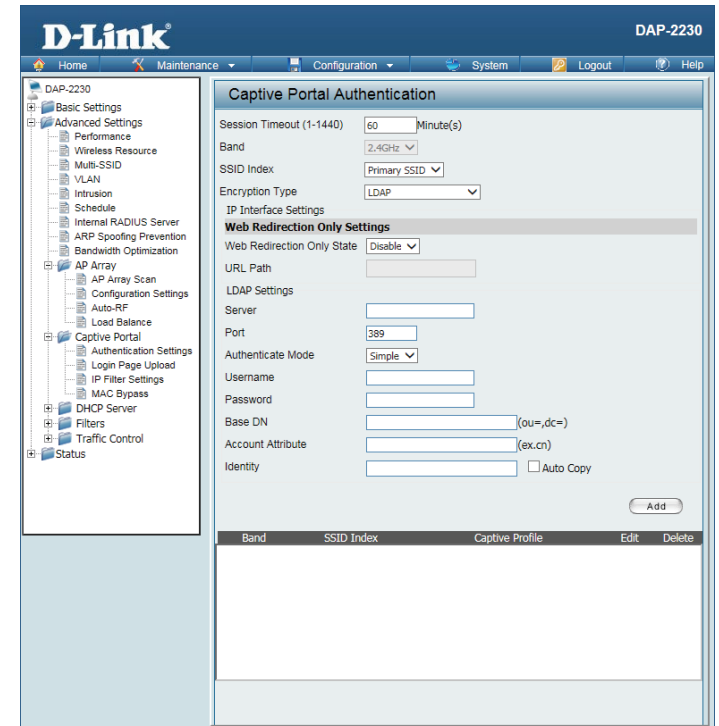 D-Link®
DAP-2230
Home Maintenance Configuration System Logout Help
DAP-2230
Basic Settings
Advanced Settings
Performance
Wireless Resource
Multi-SSID
VLAN
Intrusion
Schedule
Internal RADIUS Server
ARP Spoofing Prevention
Bandwidth Optimization
AP Array
AP Array Scan
Configuration Settings
Auto-RF
Load Balance
Captive Portal
Authentication Settings
Login Page Upload
IP Filter Settings
MAC Bypass
DHCP Server
Filters
Traffic Control
Status
Captive Portal Authentication
Session Timeout (1-1440) 60 Minute(s)
Band 2.4GHz
SSID Index Primary SSID
Encryption Type LDAP
IP Interface Settings
Web Redirection Only Settings
Web Redirection Only State Disable
URL Path
LDAP Settings
Server
Port 389
Authenticate Mode Simple
Username
Password
Base DN (ou=,dc=)
Account Attribute (ex.cn)
Identity Auto Copy
Add
Band SSID Index Captive Profile Edit Delete